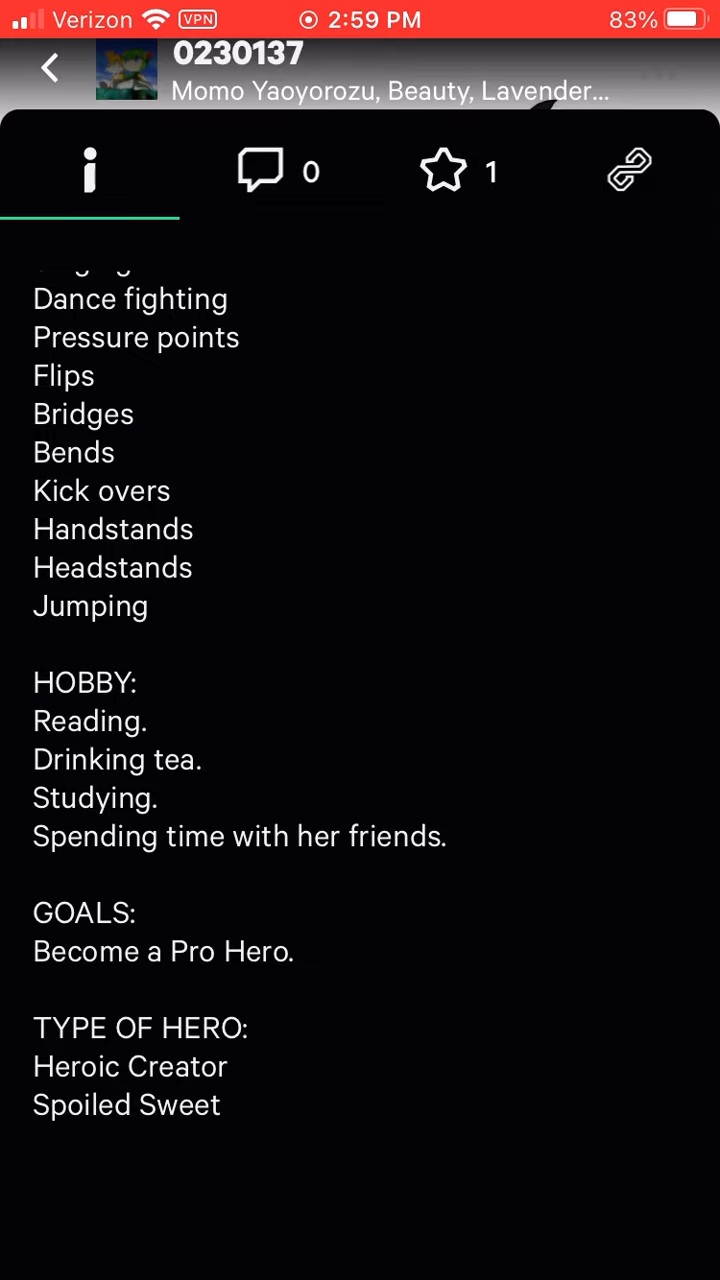 Verizon VPN 2:59 PM 83%
0230137
Momo Yaoyorozu, Beauty, Lavender...
0 1
Dance fighting
Pressure points
Flips
Bridges
Bends
Kick overs
Handstands
Headstands
Jumping
HOBBY:
Reading.
Drinking tea.
Studying.
Spending time with her friends.
GOALS:
Become a Pro Hero.
TYPE OF HERO:
Heroic Creator
Spoiled Sweet